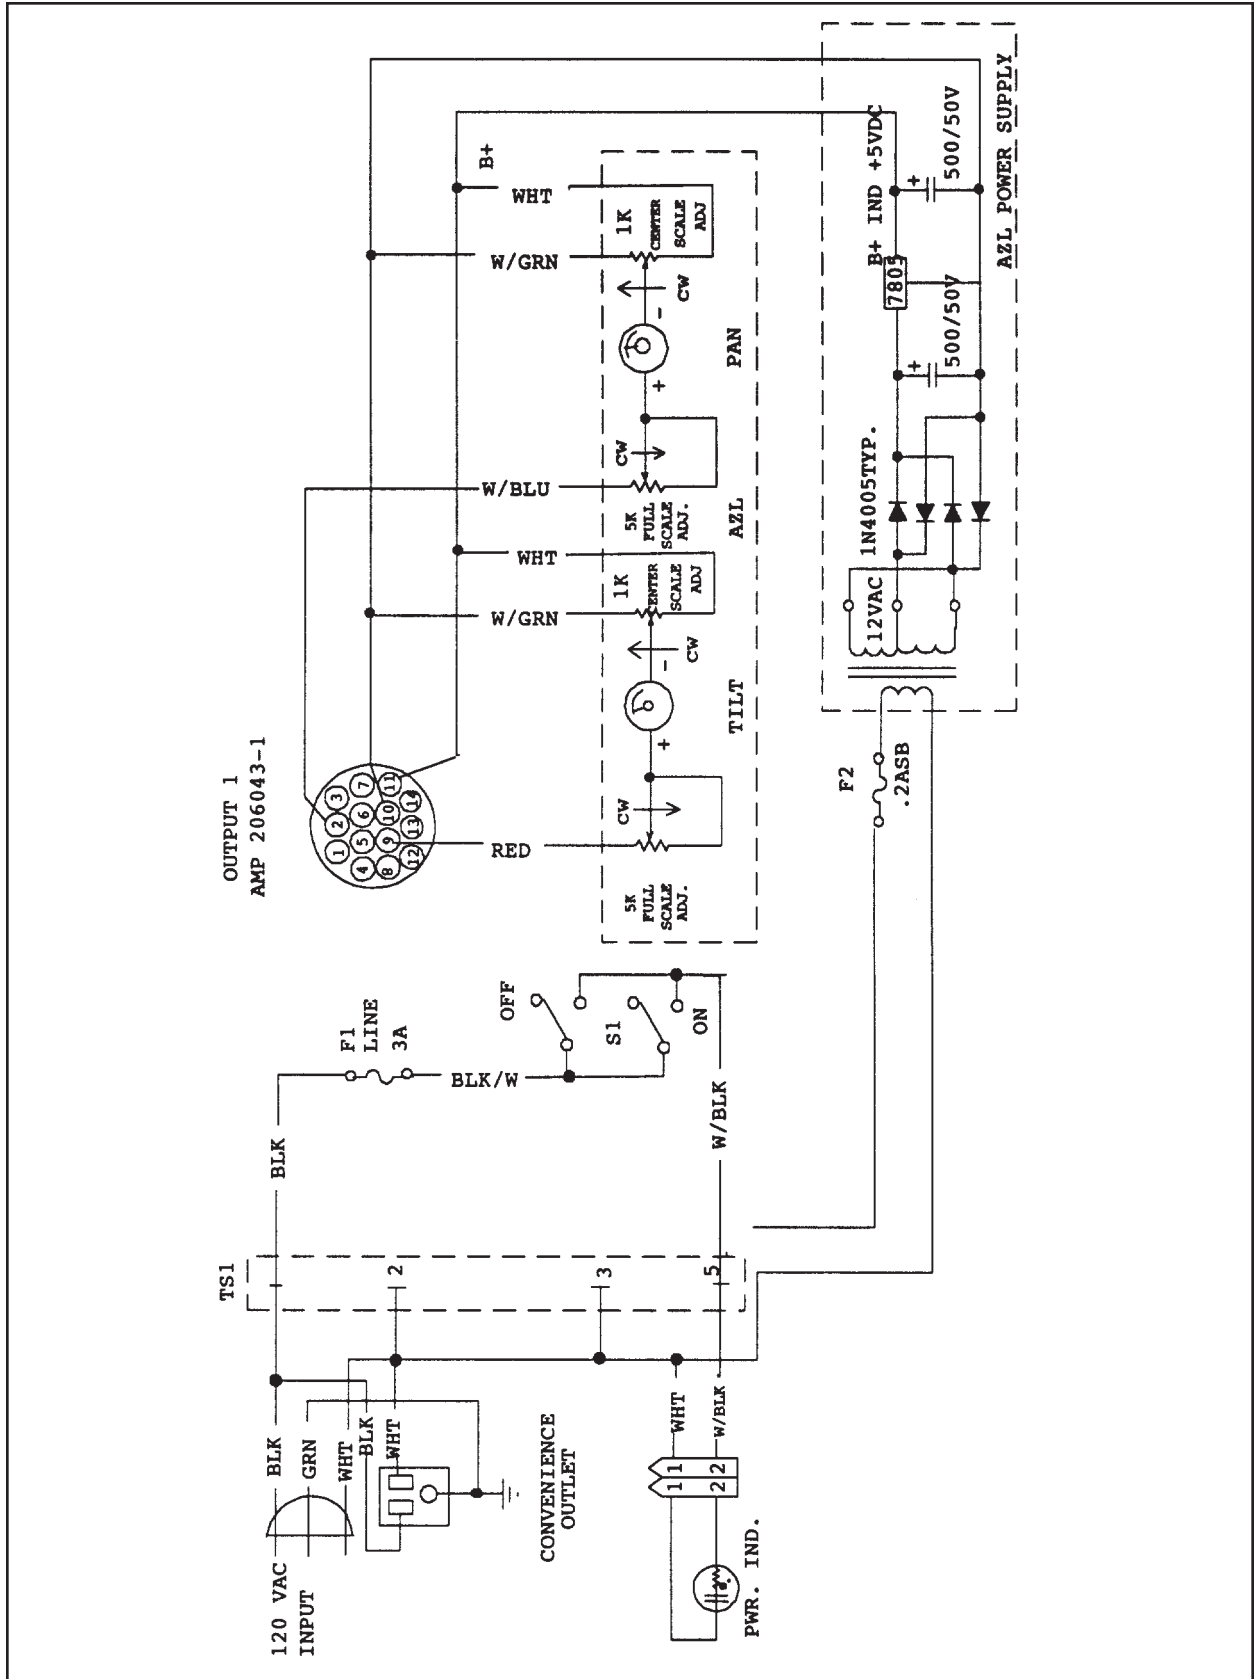 120 VAC
INPUT
BLK
GRN
WHT
BLK
WHT
CONVENIENCE
OUTLET
PWR. IND.
1
2
1
2
WHT
W/BLK
TS1
2
3
5
BLK
F1
LINE
3A
BLK/W
OFF
S1
ON
W/BLK
OUTPUT 1
AMP 206043-1
1
2
3
4
5
6
7
8
9
10
11
12
13
14
RED
5K
FULL
SCALE
ADJ.
CW
+
-
CW
TILT
W/GRN
WHT
1K
CENTER
SCALE
ADJ
AZL
W/BLU
5K
FULL
SCALE
ADJ.
CW
+
-
CW
PAN
W/GRN
WHT
B+
1K
CENTER
SCALE
ADJ
F2
.2ASB
12VAC
1N4005TYP.
+
500/50V
7805
B+ IND +5VDC
+
500/50V
AZL POWER SUPPLY